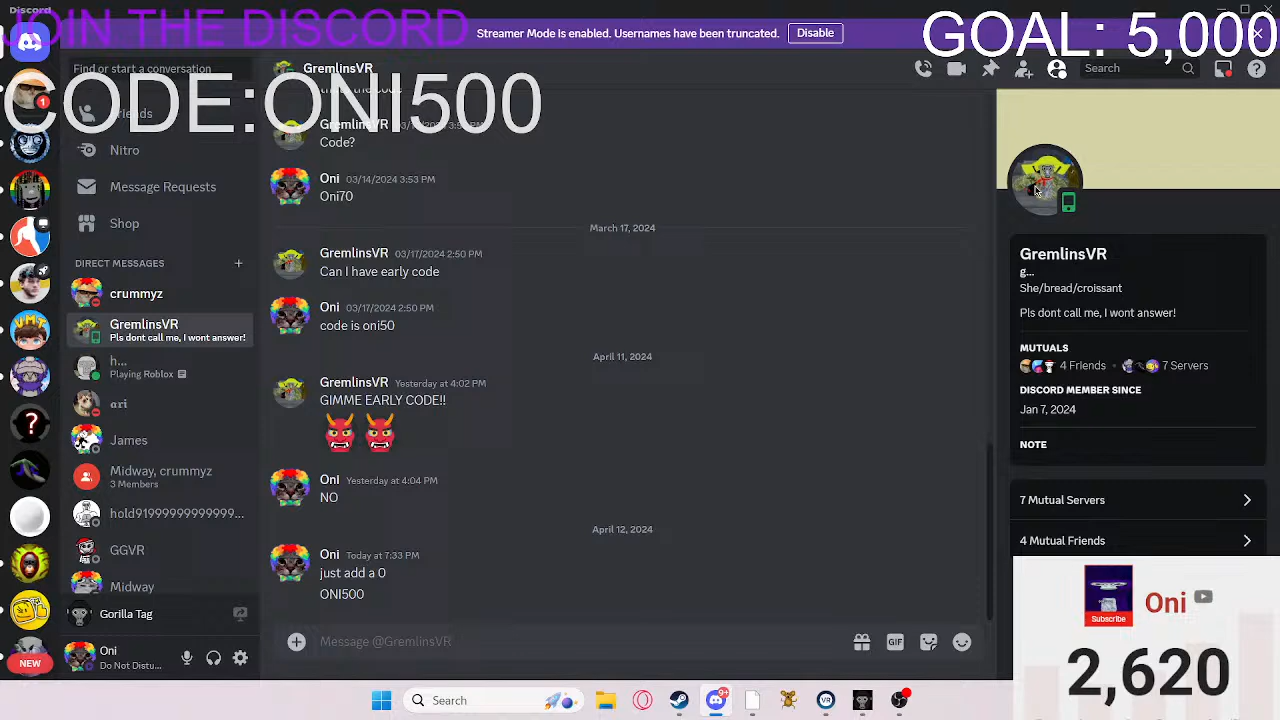 Discord
JOIN THE DISCORD
Streamer Mode is enabled. Usernames have been truncated.
Disable
GOAL: 5,000
CODE:ONI500
Find or start a conversation
Friends
Nitro
Message Requests
Shop
DIRECT MESSAGES
crummyz
GremlinsVR
Pls dont call me, I wont answer!
h...
Playing Roblox
ari
James
Midway, crummyz
3 Members
hold91999999999999...
GGVR
Midway
Gorilla Tag
Oni
Do Not Distu...
NEW
1
GremlinsVR
Search
GremlinsVR
Code?
Oni 03/14/2024 3:53 PM
Oni70
March 17, 2024
GremlinsVR 03/17/2024 2:50 PM
Can I have early code
Oni 03/17/2024 2:50 PM
code is oni50
April 11, 2024
GremlinsVR Yesterday at 4:02 PM
GIMME EARLY CODE!!
Oni Yesterday at 4:04 PM
NO
April 12, 2024
Oni Today at 7:33 PM
just add a 0
ONI500
Message @GremlinsVR
GIF
GremlinsVR
g...
She/bread/croissant
Pls dont call me, I wont answer!
MUTUALS
4 Friends • 7 Servers
DISCORD MEMBER SINCE
Jan 7, 2024
NOTE
7 Mutual Servers
4 Mutual Friends
Subscribe
Oni
2,620
Search
9+